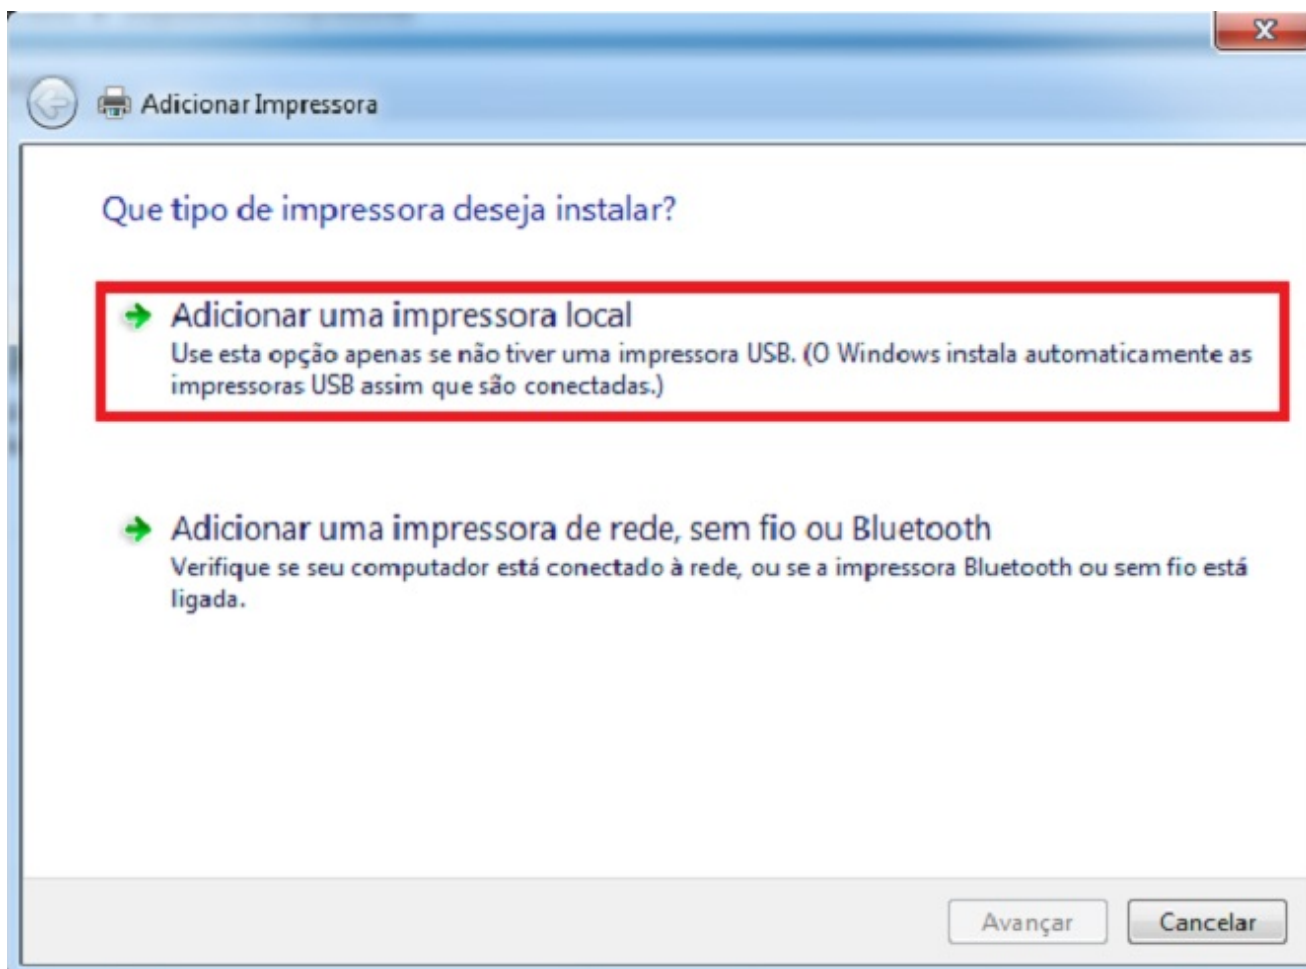 Adicionar Impressora
Que tipo de impressora deseja instalar?
Adicionar uma impressora local
Use esta opção apenas se não tiver uma impressora USB. (O Windows instala automaticamente as
impressoras USB assim que são conectadas.)
Adicionar uma impressora de rede, sem fio ou Bluetooth
Verifique se seu computador está conectado à rede, ou se a impressora Bluetooth ou sem fio está
ligada.
Avançar
Cancelar